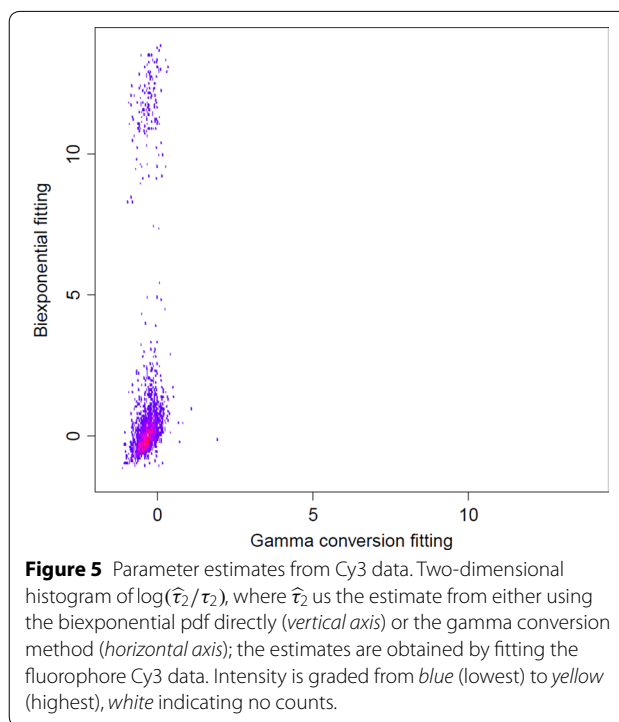 10
5
0
Biexponential fitting
0 5 10
Gamma conversion fitting
Figure 5 Parameter estimates from Cy3 data. Two-dimensional
histogram of log(τ̂₂/τ₂), where τ̂₂ us the estimate from either using
the biexponential pdf directly (vertical axis) or the gamma conversion
method (horizontal axis); the estimates are obtained by fitting the
fluorophore Cy3 data. Intensity is graded from blue (lowest) to yellow
(highest), white indicating no counts.